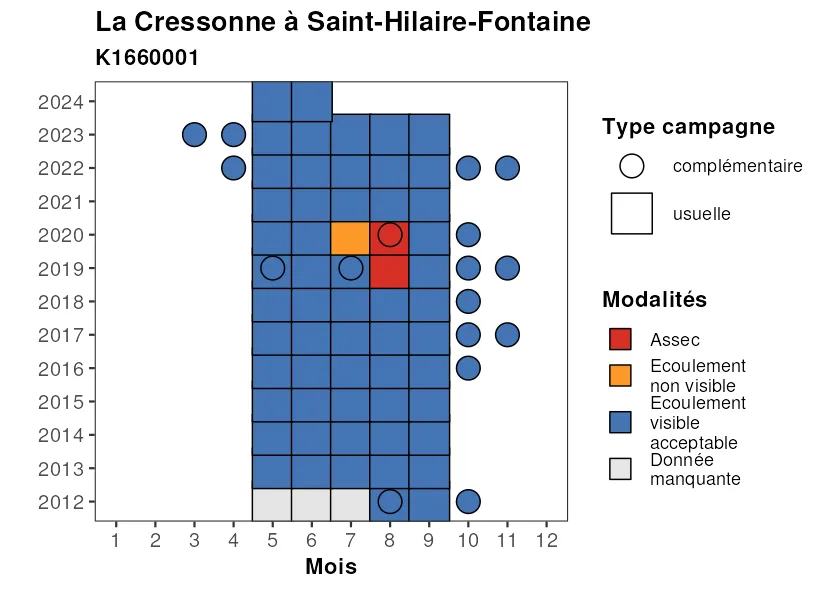 La Cressonne à Saint-Hilaire-Fontaine
K1660001
2024
2023
2022
2021
2020
2019
2018
2017
2016
2015
2014
2013
2012
1 2 3 4 5 6 7 8 9 10 11 12
Mois
Type campagne
complémentaire
usuelle
Modalités
Assec
Ecoulement
non visible
Ecoulement
visible
acceptable
Donnée
manquante